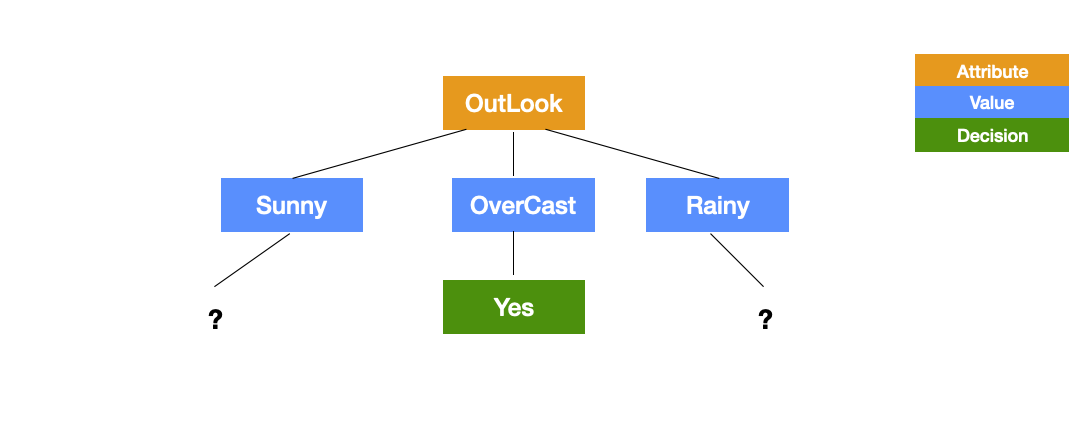 OutLook
Attribute
Value
Decision
Sunny
OverCast
Rainy
Yes
?
?